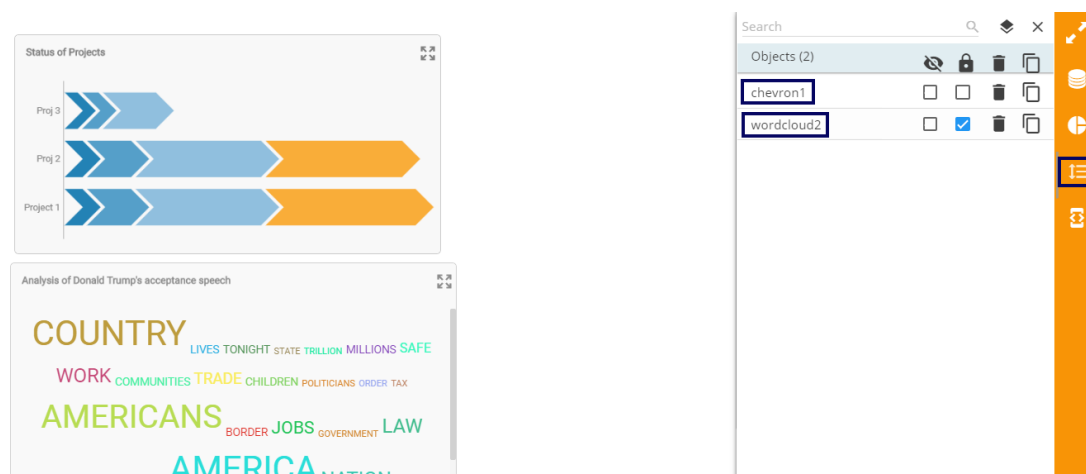 Status of Projects
Proj 3
Proj 2
Project 1
Analysis of Donald Trump's acceptance speech
COUNTRY LIVES TONIGHT STATE TRILLION MILLIONS SAFE
WORK COMMUNITIES TRADE CHILDREN POLITICIANS ORDER TAX
AMERICANS BORDER JOBS GOVERNMENT LAW
AMERICA NATION
Search
Objects (2)
chevron1
wordcloud2